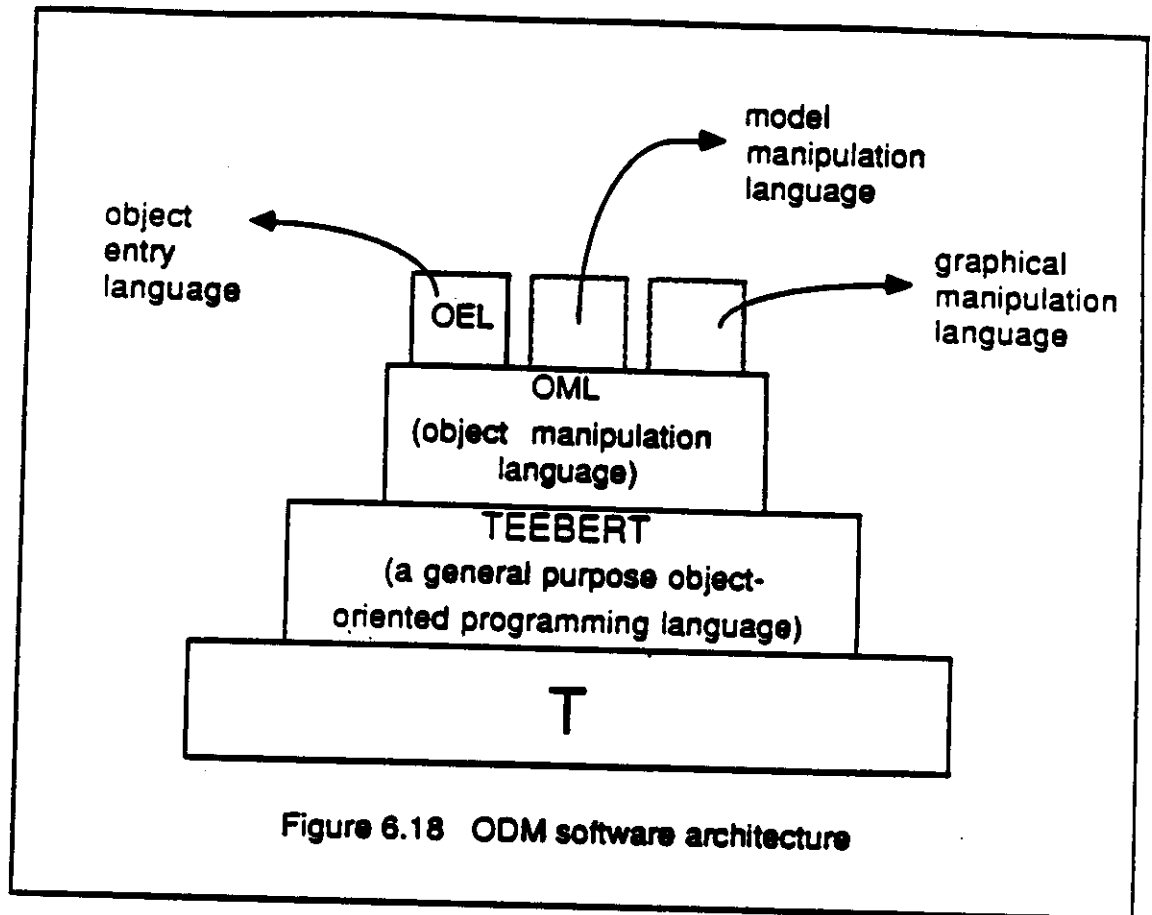 model
manipulation
language
object
entry
language
graphical
manipulation
language
OEL
OML
(object manipulation
language)
TEEBERT
(a general purpose object-
oriented programming language)
T
Figure 6.18 ODM software architecture